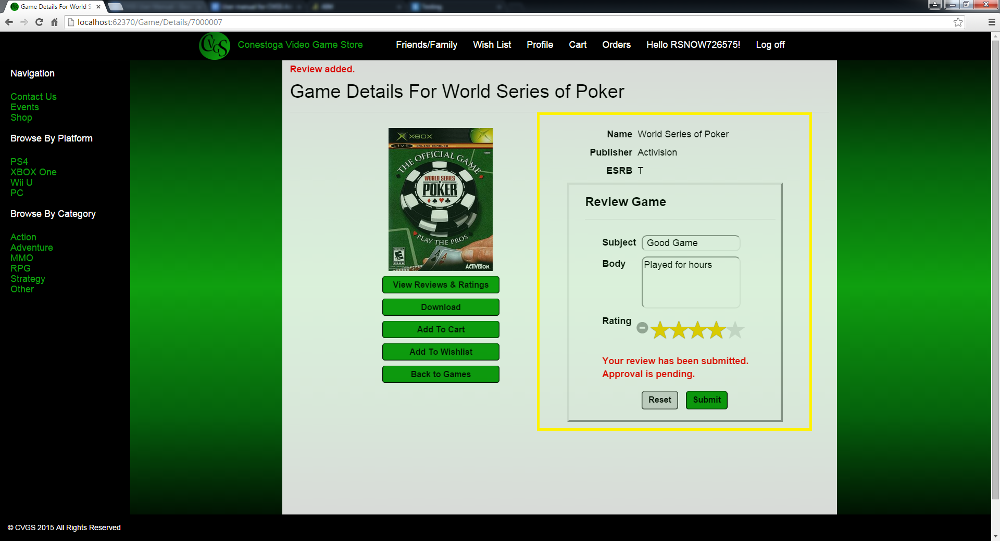 Game Details For World S
localhost:62370/Game/Details/7000007
CVGS
Conestoga Video Game Store
Friends/Family
Wish List
Profile
Cart
Orders
Hello RSNOW726575!
Log off
Navigation
Contact Us
Events
Shop
Browse By Platform
PS4
XBOX One
Wii U
PC
Browse By Category
Action
Adventure
MMO
RPG
Strategy
Other
Review added.
Game Details For World Series of Poker
XBOX
LIVE ONLINE ENABLED
THE OFFICIAL GAME
WORLD SERIES
of
POKER
PLAY THE PROS
A A
E
ACTIVISION.
View Reviews & Ratings
Download
Add To Cart
Add To Wishlist
Back to Games
Name World Series of Poker
Publisher Activision
ESRB T
Review Game
Subject Good Game
Body Played for hours
Rating
Your review has been submitted.
Approval is pending.
Reset
Submit
© CVGS 2015 All Rights Reserved